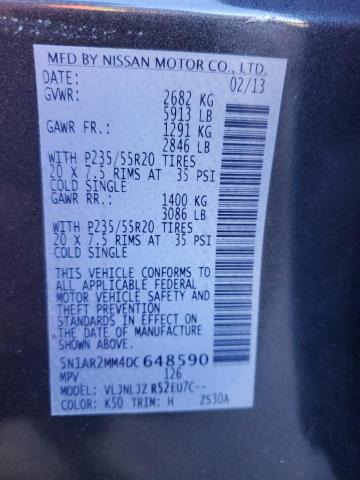 MFD BY NISSAN MOTOR CO., LTD.
DATE: 02/13
GVWR: 2682 KG
5913 LB
GAWR FR.: 1291 KG
2846 LB
WITH P235/55R20 TIRES
20 X 7.5 RIMS AT 35 PSI
COLD SINGLE
GAWR RR.: 1400 KG
3086 LB
WITH P235/55R20 TIRES
20 X 7.5 RIMS AT 35 PSI
COLD SINGLE
THIS VEHICLE CONFORMS TO
ALL APPLICABLE FEDERAL
MOTOR VEHICLE SAFETY
AND THEFT PREVENTION
STANDARDS IN EFFECT ON
THE DATE OF MANUFACTURE
SHOWN ABOVE.
5N1AR2MM4DC648590
MPV 126
MODEL: VLJNLJZ R52EU7C--
COLOR: K50 TRIM: H ZS30A